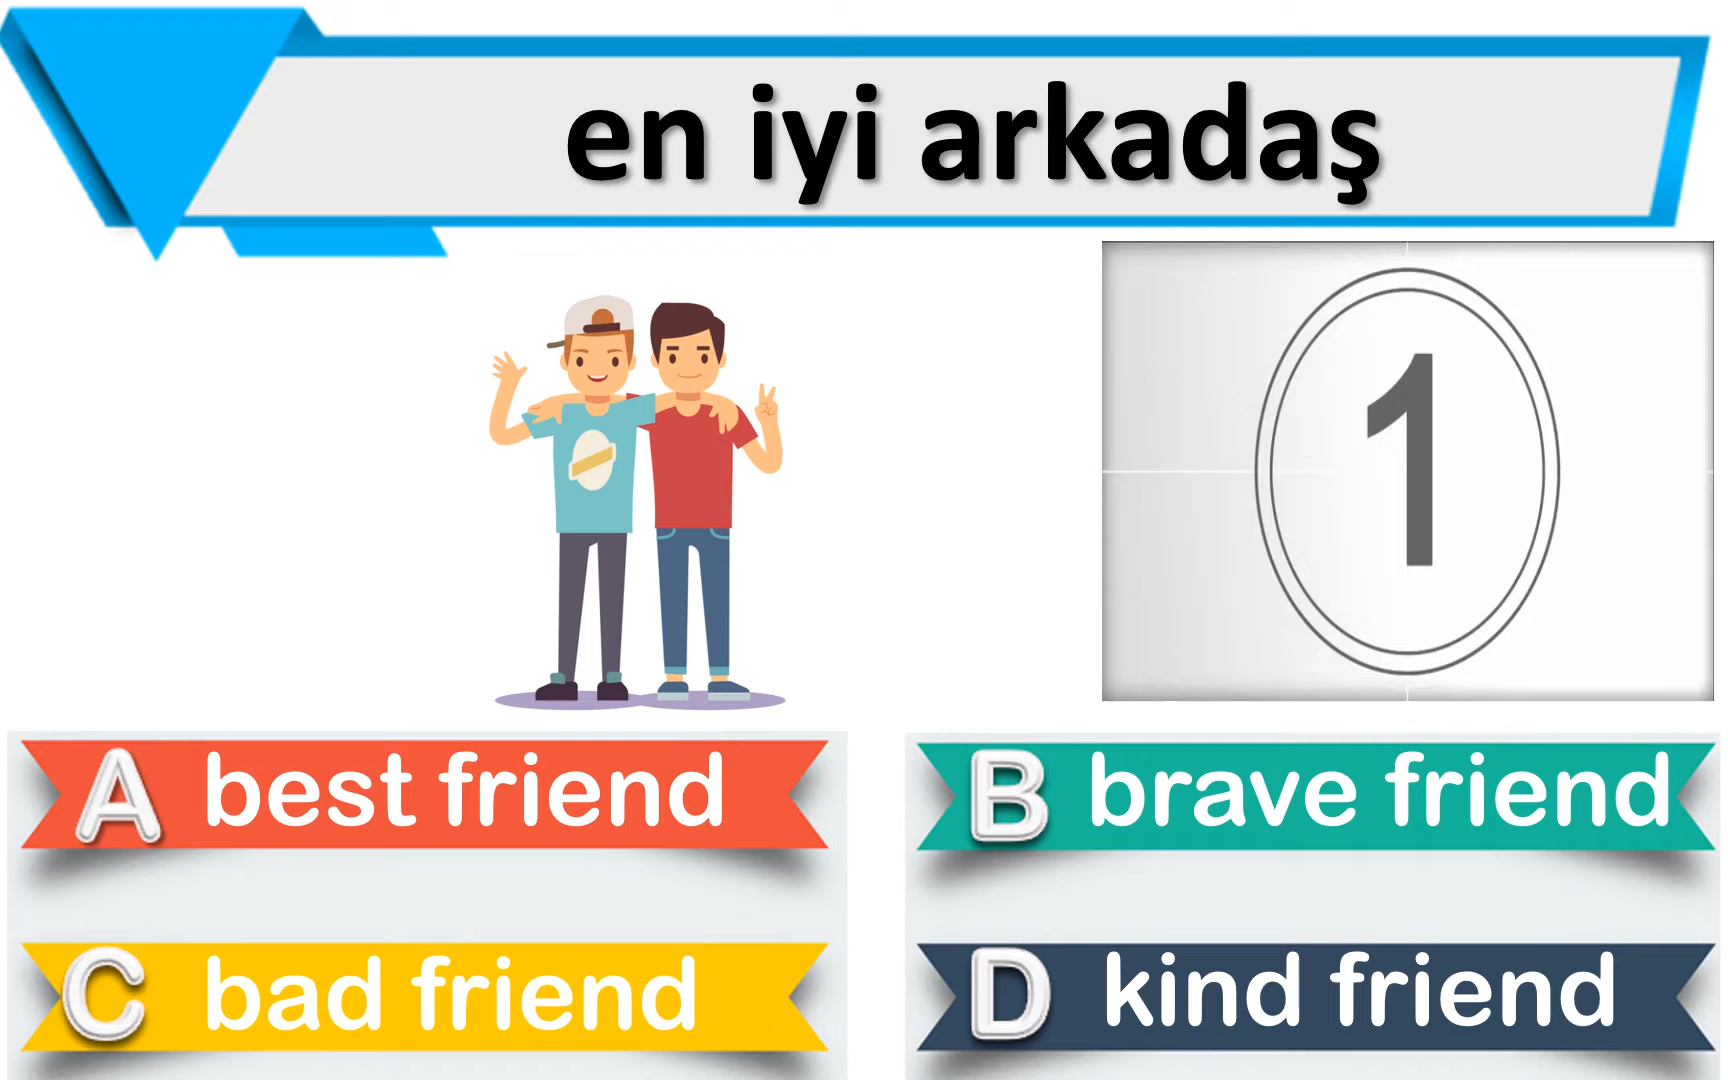 en iyi arkadaş
1
A best friend
B brave friend
C bad friend
D kind friend